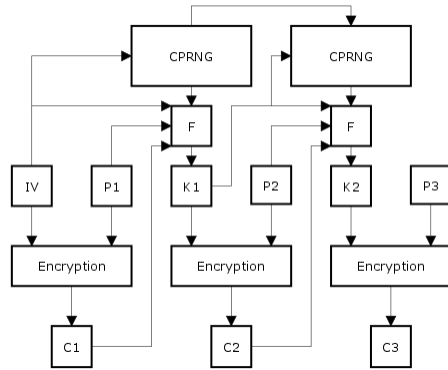 CPRNG CPRNG
F F
IV P1 K1 P2 K2 P3
Encryption Encryption Encryption
C1 C2 C3